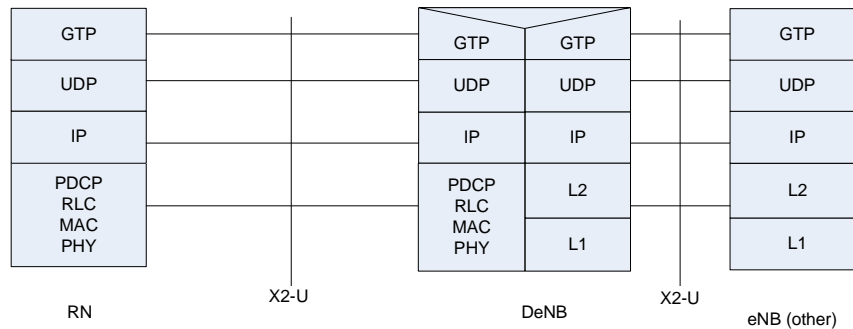 GTP
UDP
IP
PDCP
RLC
MAC
PHY
RN
X2-U
GTP
GTP
UDP
UDP
IP
IP
PDCP
RLC
MAC
PHY
L2
L1
DeNB
X2-U
GTP
UDP
IP
L2
L1
eNB (other)